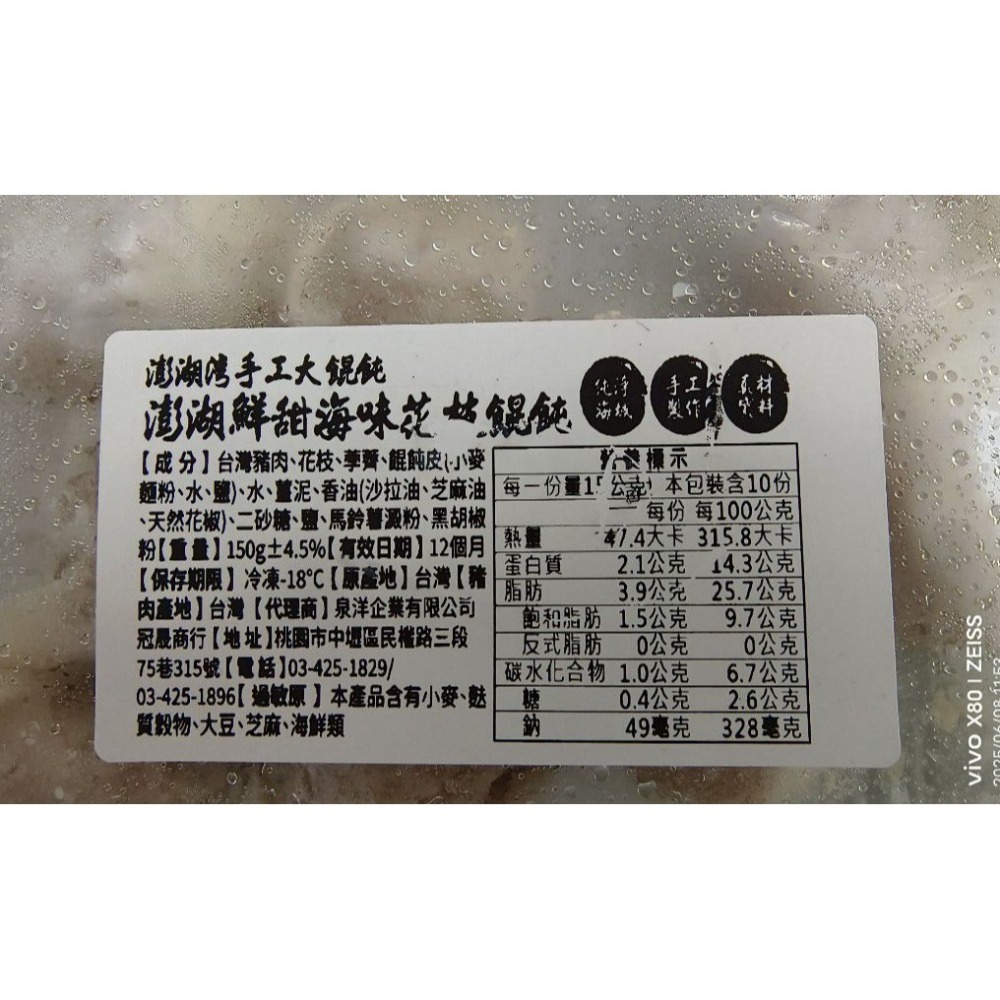 澎湖湾手工大餛飩
澎湖鮮甜海味花枝餛飩
純淨
海域
手工
製作
真材
實料
【成分】台灣豬肉、花枝、荸薺、餛飩皮(小麥
麵粉、水、鹽)、水、薑泥、香油(沙拉油、芝麻油
、天然花椒)、二砂糖、鹽、馬鈴薯澱粉、黑胡椒
粉【重量】150g±4.5%【有效日期】12個月
【保存期限】冷凍-18°C【原產地】台灣【豬
肉產地】台灣【代理商】泉洋企業有限公司
冠晟商行【地址】桃園市中壢區民權路三段
75巷315號【電話】03-425-1829/
03-425-1896【過敏原】本產品含有小麥、麩
質穀物、大豆、芝麻、海鮮類
營養標示
每一份量15公克 本包裝含10份
每份 每100公克
熱量 47.4大卡 315.8大卡
蛋白質 2.1公克 14.3公克
脂肪 3.9公克 25.7公克
飽和脂肪 1.5公克 9.7公克
反式脂肪 0公克 0公克
碳水化合物 1.0公克 6.7公克
糖 0.4公克 2.6公克
鈉 49毫克 328毫克
vivo X80 | ZEISS